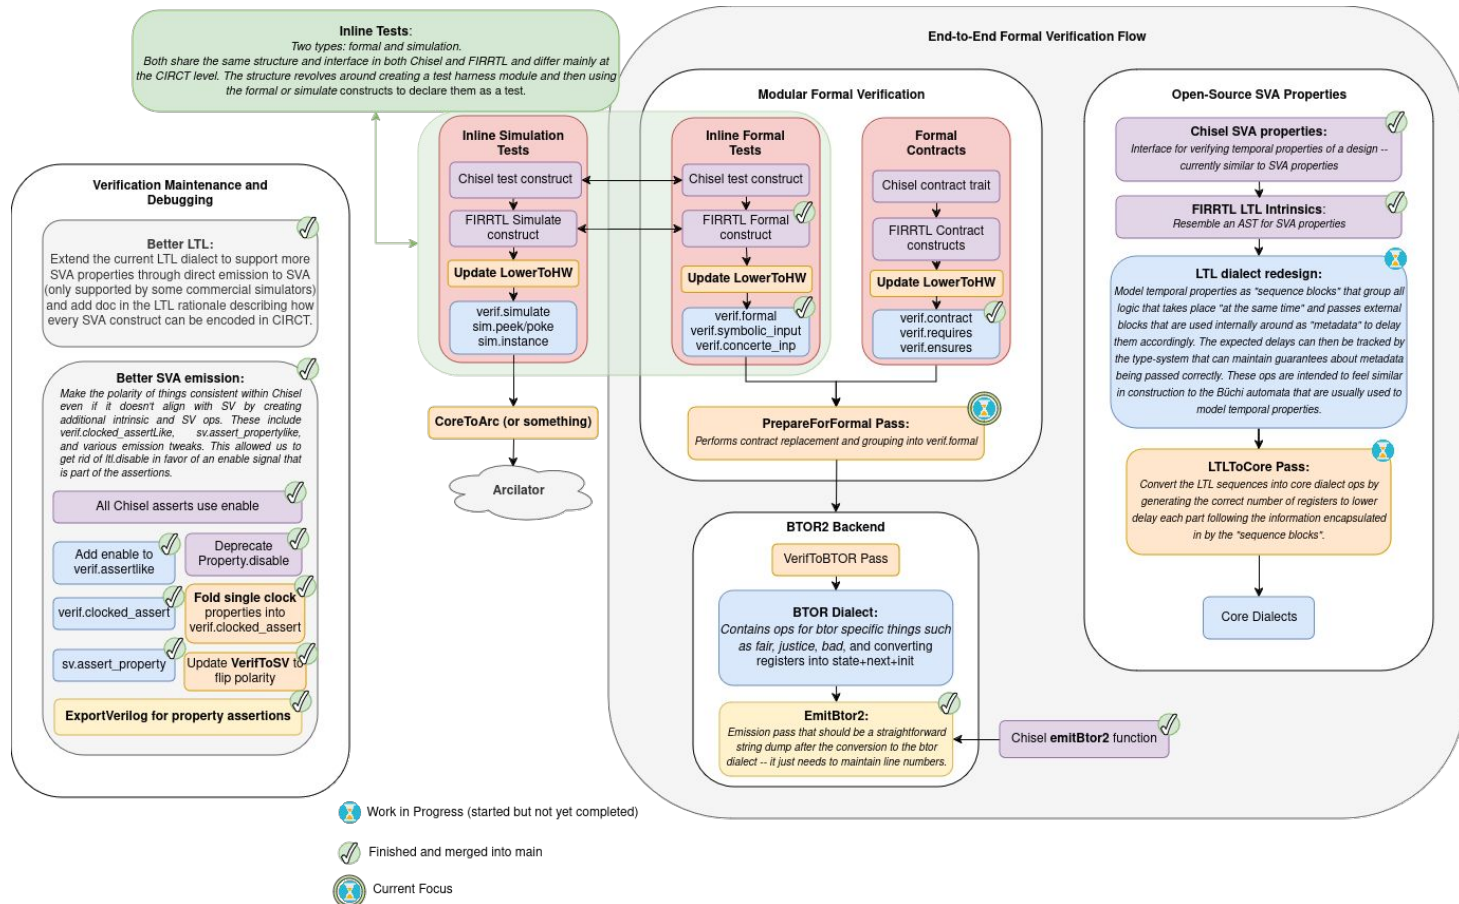 Inline Tests:
Two types: formal and simulation.
Both share the same structure and interface in both Chisel and FIRRTL and differ mainly at
the CIRCT level. The structure revolves around creating a test harness module and then using
the formal or simulate constructs to declare them as a test.
End-to-End Formal Verification Flow
Verification Maintenance and
Debugging
Better LTL:
Extend the current LTL dialect to support more
SVA properties through direct emission to SVA
(only supported by some commercial simulators)
and add doc in the LTL rationale describing how
every SVA construct can be encoded in CIRCT.
Better SVA emission:
Make the polarity of things consistent within Chisel
even if it doesn't align with SV by creating
additional intrinsic and SV ops. These include
verif.clocked_assertLike, sv.assert_propertylike,
and various emission tweaks. This allowed us to
get rid of ltl.disable in favor of an enable signal that
is part of the assertions.
All Chisel asserts use enable
Add enable to
verif.assertlike
Deprecate
Property.disable
verif.clocked_assert
Fold single clock
properties into
verif.clocked_assert
sv.assert_property
Update VerifToSV to
flip polarity
ExportVerilog for property assertions
Inline Simulation
Tests
Chisel test construct
FIRRTL Simulate
construct
Update LowerToHW
verif.simulate
sim.peek/poke
sim.instance
CoreToArc (or something)
Arcilator
Modular Formal Verification
Inline Formal
Tests
Chisel test construct
FIRRTL Formal
construct
Update LowerToHW
verif.formal
verif.symbolic_input
verif.concerte_inp
Formal
Contracts
Chisel contract trait
FIRRTL Contract
constructs
Update LowerToHW
verif.contract
verif.requires
verif.ensures
PrepareForFormal Pass:
Performs contract replacement and grouping into verif.formal
BTOR2 Backend
VerifToBTOR Pass
BTOR Dialect:
Contains ops for btor specific things such
as fair, justice, bad, and converting
registers into state+next+init
EmitBtor2:
Emission pass that should be a straightforward
string dump after the conversion to the btor
dialect -- it just needs to maintain line numbers.
Chisel emitBtor2 function
Open-Source SVA Properties
Chisel SVA properties:
Interface for verifying temporal properties of a design --
currently similar to SVA properties
FIRRTL LTL Intrinsics:
Resemble an AST for SVA properties
LTL dialect redesign:
Model temporal properties as "sequence blocks" that group all
logic that takes place "at the same time" and passes external
blocks that are used internally around as "metadata" to delay
them accordingly. The expected delays can then be tracked by
the type-system that can maintain guarantees about metadata
being passed correctly. These ops are intended to feel similar
in construction to the Büchi automata that are usually used to
model temporal properties.
LTLToCore Pass:
Convert the LTL sequences into core dialect ops by
generating the correct number of registers to lower
delay each part following the information encapsulated
in by the "sequence blocks".
Core Dialects
Work in Progress (started but not yet completed)
Finished and merged into main
Current Focus